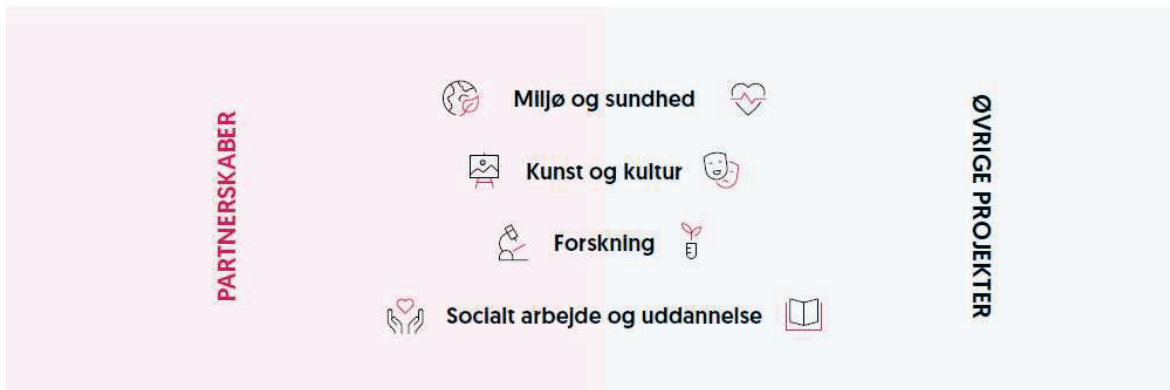 PARTNERSKABER
Miljø og sundhed
Kunst og kultur
Forskning
Socialt arbejde og uddannelse
ØVRIGE PROJEKTER